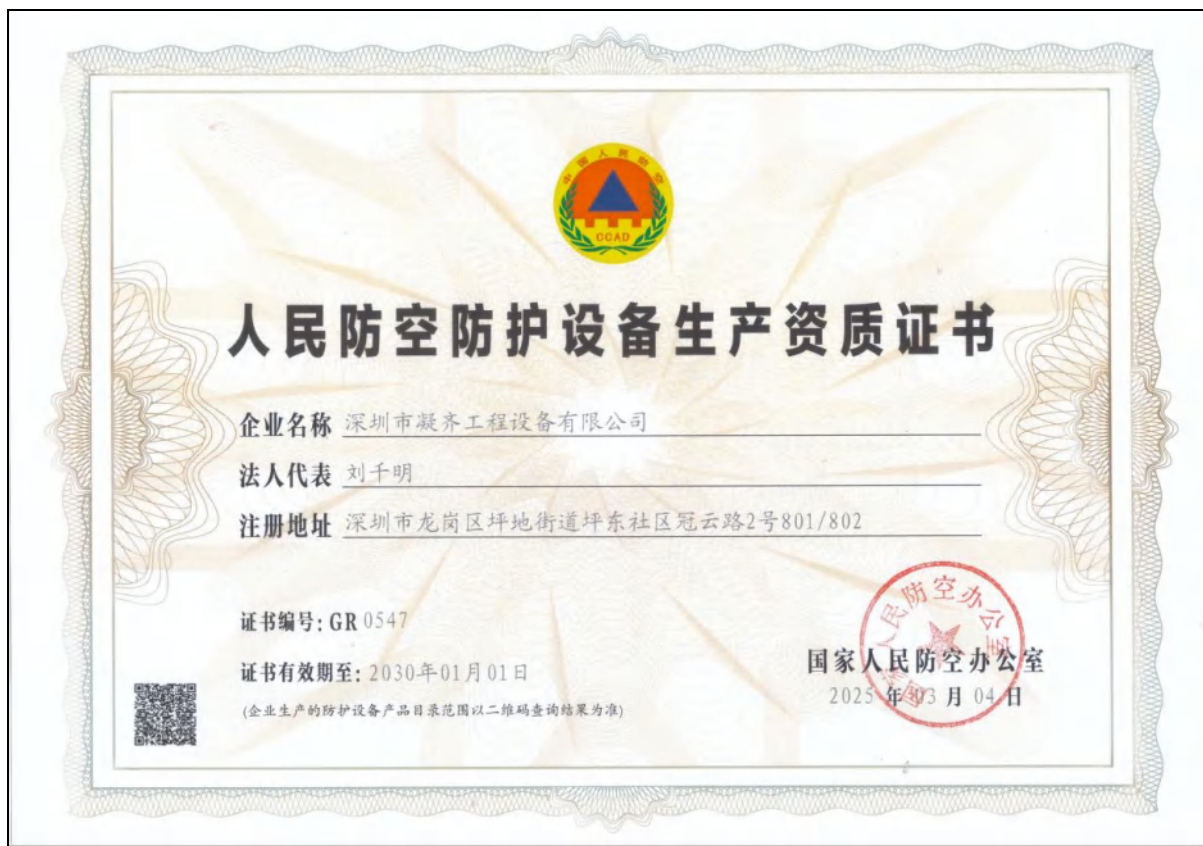 中国人民防空
CCAD
人民防空防护设备生产资质证书
企业名称 深圳市凝齐工程设备有限公司
法人代表 刘千明
注册地址 深圳市龙岗区坪地街道坪东社区冠云路2号801/802
证书编号: GR 0547
证书有效期至: 2030年01月01日
(企业生产的防护设备产品目录范围以二维码查询结果为准)
国家人民防空办公室
国家人民防空办公室
2025 年 03 月 04 日